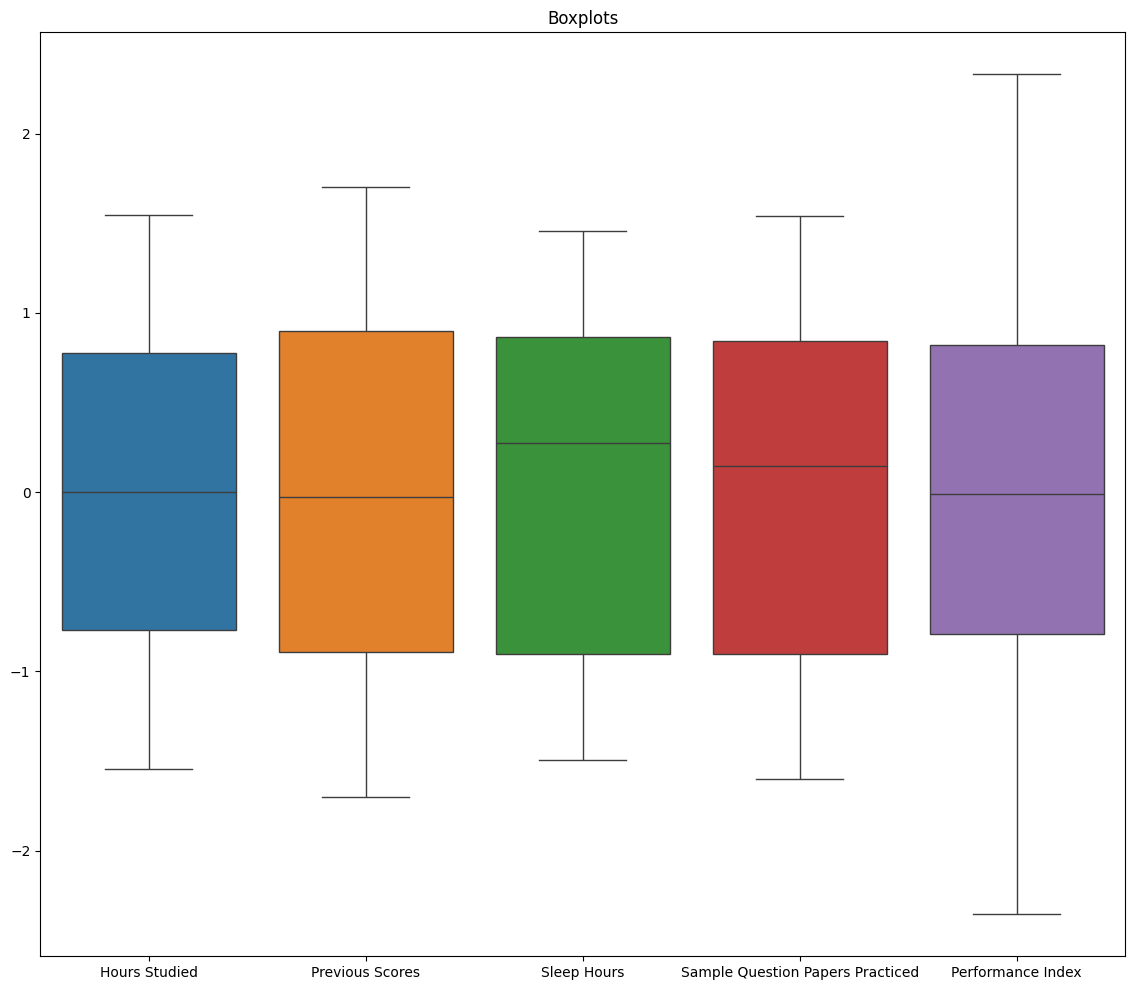 Boxplots
2
1
0
−1
−2
Hours Studied
Previous Scores
Sleep Hours
Sample Question Papers Practiced
Performance Index